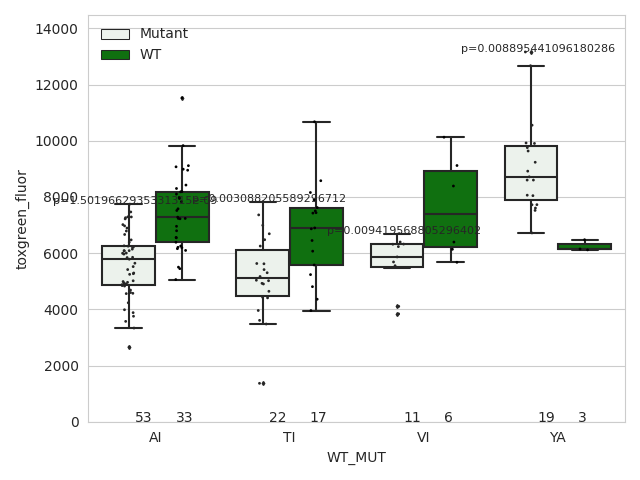 14000
Mutant
WT
p=0.008895441096180286
12000
10000
8000
p=0.003088205589296712
p=0.009419568805296402
toxgreen_fluor
6000
4000
2000
0
53 33 22 17 11 6 19 3
AI TI VI YA
WT_MUT